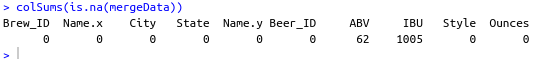 > colSums(is.na(mergeData))
Brew_ID  Name.x    City   State  Name.y Beer_ID     ABV     IBU   Style  Ounces
      0       0       0       0       0       0      62    1005       0       0
>